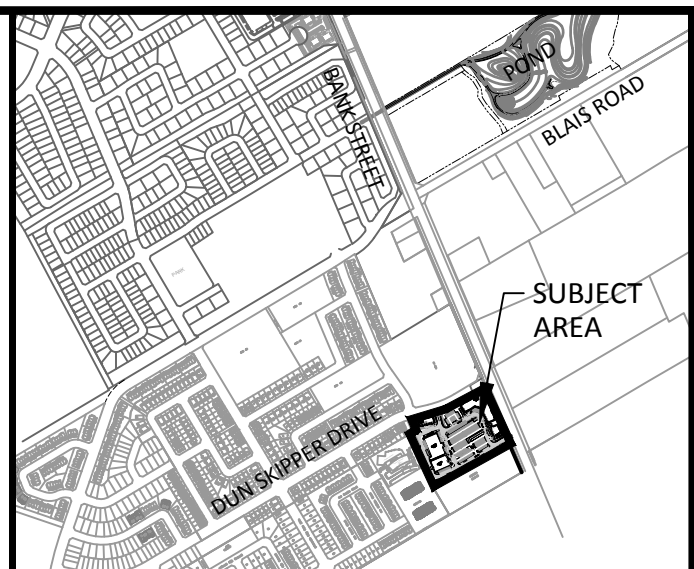 POND
BANK STREET
BLAIS ROAD
SUBJECT
AREA
DUN SKIPPER DRIVE